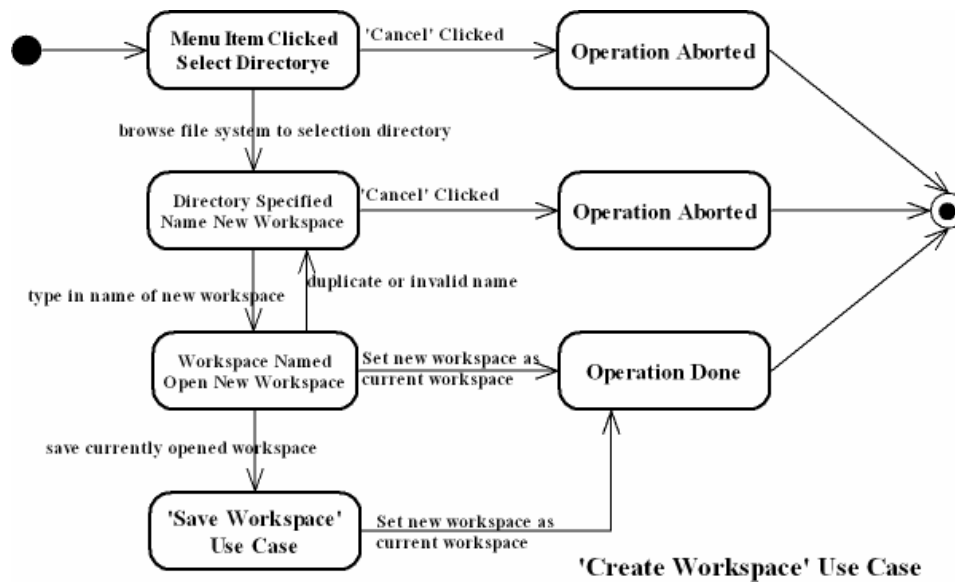 Menu Item Clicked
Select Directorye
'Cancel' Clicked
Operation Aborted
browse file system to selection directory
Directory Specified
Name New Workspace
'Cancel' Clicked
Operation Aborted
type in name of new workspace
duplicate or invalid name
Workspace Named
Open New Workspace
Set new workspace as
current workspace
Operation Done
save currently opened workspace
'Save Workspace'
Use Case
Set new workspace as
current workspace
'Create Workspace' Use Case